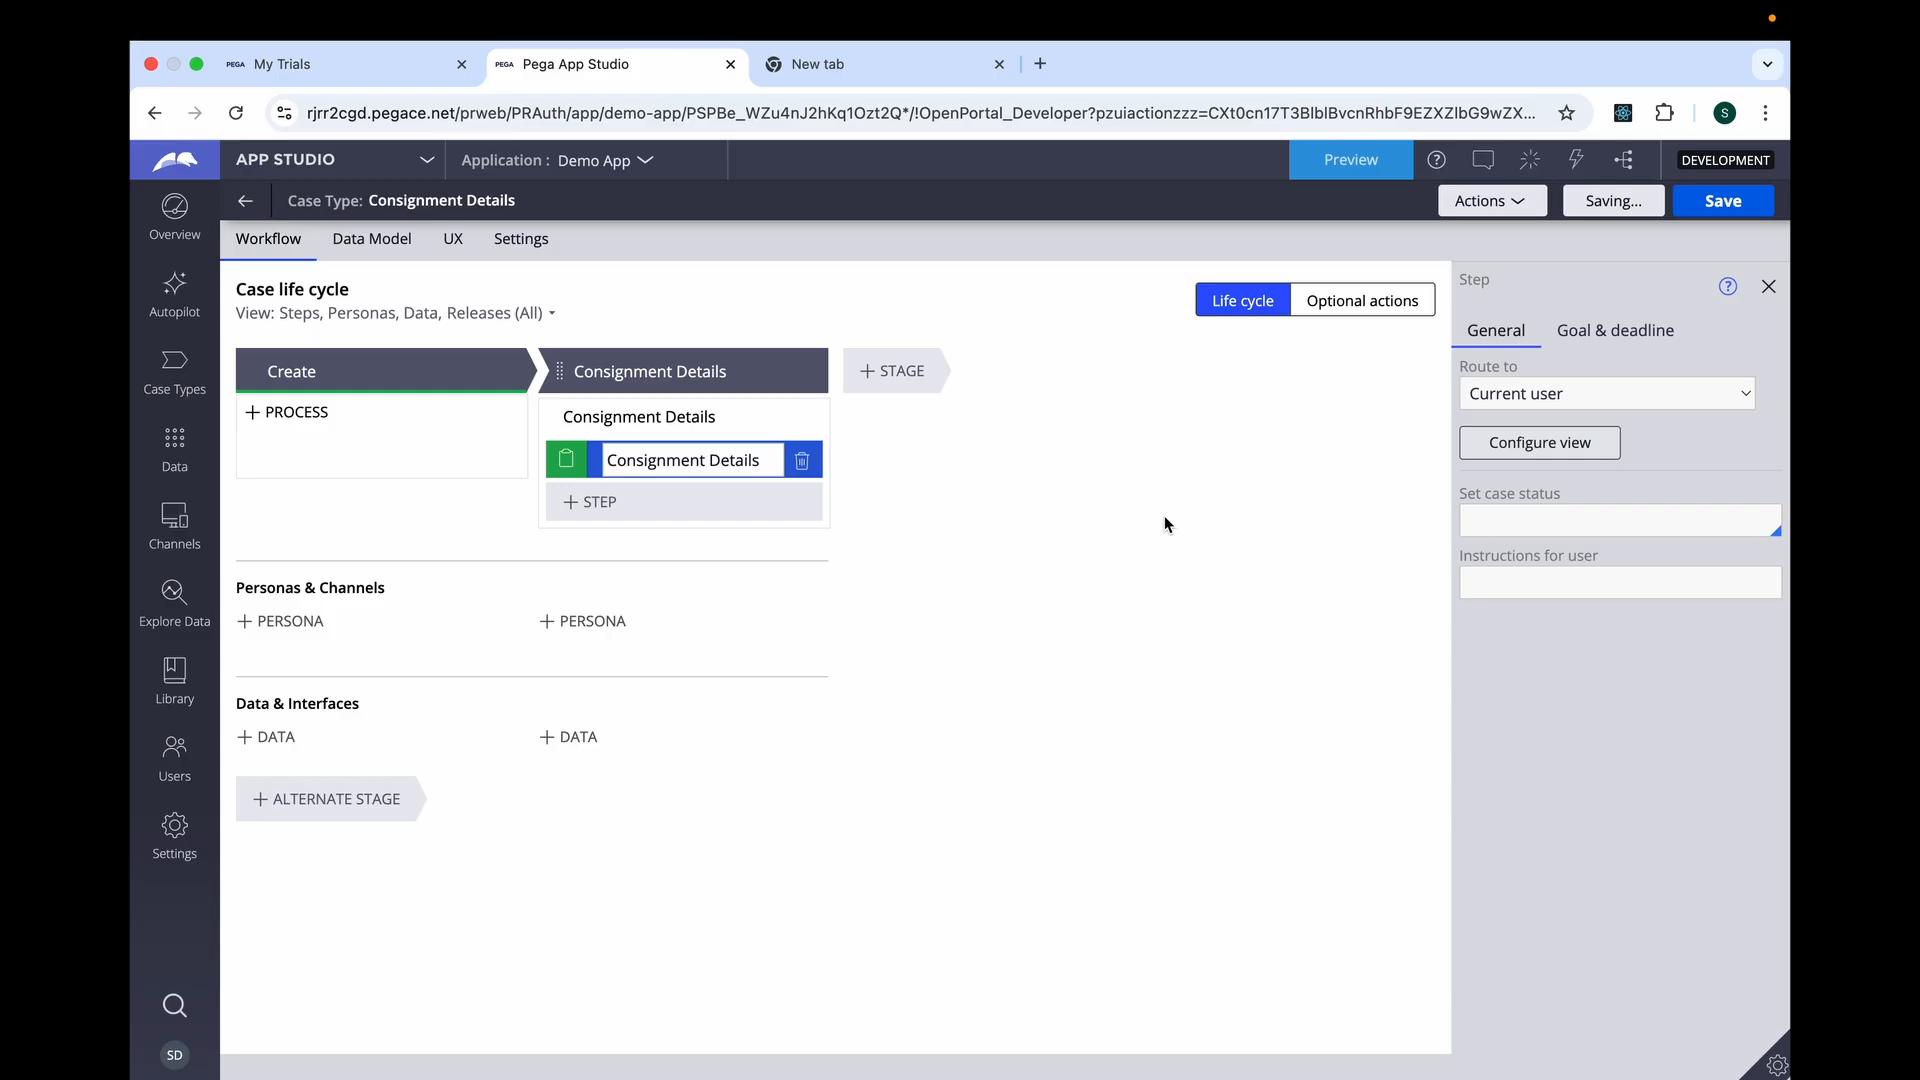 PEGA My Trials
PEGA Pega App Studio
New tab
rjrr2cgd.pegace.net/prweb/PRAuth/app/demo-app/PSPBe_WZu4nJ2hKq1Ozt2Q*/!OpenPortal_Developer?pzuiactionzzz=CXt0cn17T3BlblBvcnRhbF9EZXZlbG9wZX...
S
APP STUDIO
Application : Demo App
Preview
DEVELOPMENT
Case Type: Consignment Details
Actions
Saving...
Save
Overview
Autopilot
Case Types
Data
Channels
Explore Data
Library
Users
Settings
SD
Workflow
Data Model
UX
Settings
Case life cycle
View: Steps, Personas, Data, Releases (All)
Life cycle
Optional actions
Create
Consignment Details
+ STAGE
+ PROCESS
Consignment Details
Consignment Details
+ STEP
Personas & Channels
+ PERSONA
+ PERSONA
Data & Interfaces
+ DATA
+ DATA
+ ALTERNATE STAGE
Step
General
Goal & deadline
Route to
Current user
Configure view
Set case status
Instructions for user